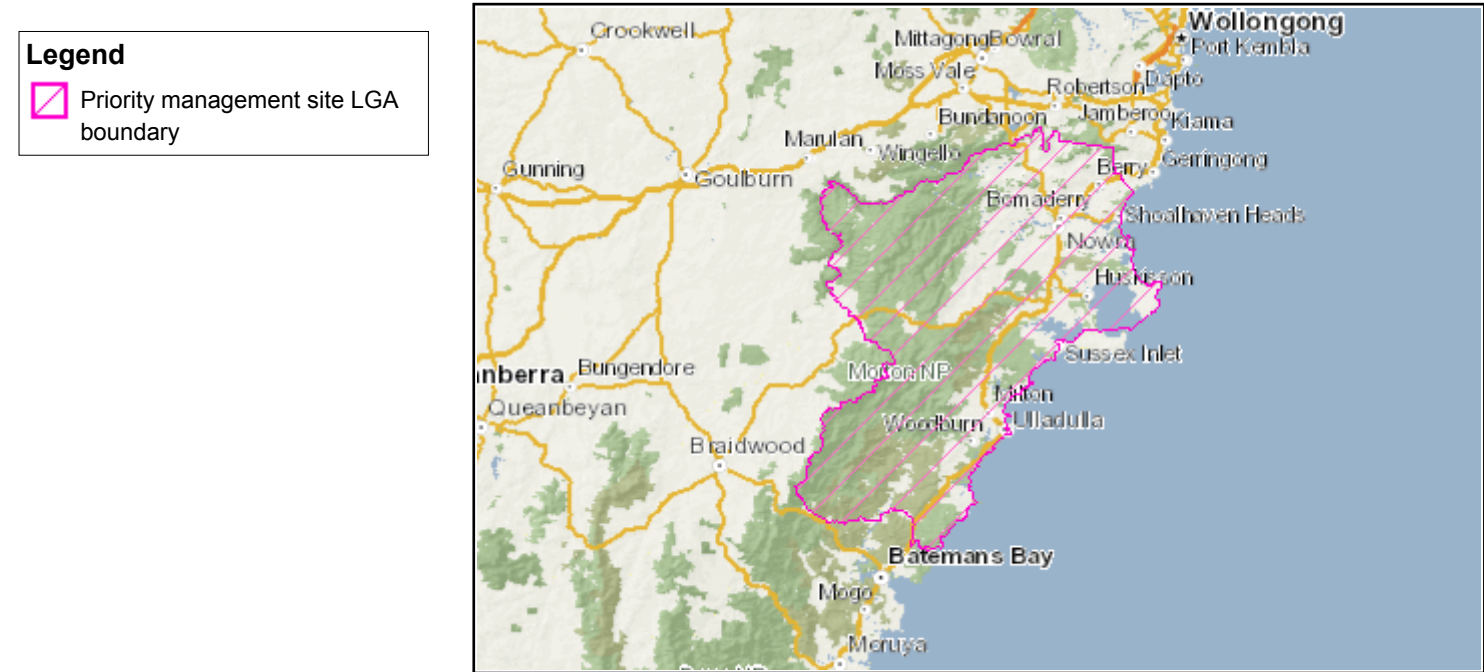 Legend
Priority management site LGA
boundary
Wollongong
Crookwell
Mittagong
Bowral
Port Kembla
Moss Vale
Dapto
Robertson
Bundanoon
Jamberoo
Kiama
Marulan
Wingello
Gunning
Goulburn
Berry
Gerringong
Bomaderry
Shoalhaven Heads
Nowra
Huskisson
Sussex Inlet
nberra
Bungendore
Morton NP
Queanbeyan
Milton
Woodburn
Ulladulla
Braidwood
Batemans Bay
Mogo
Moruya